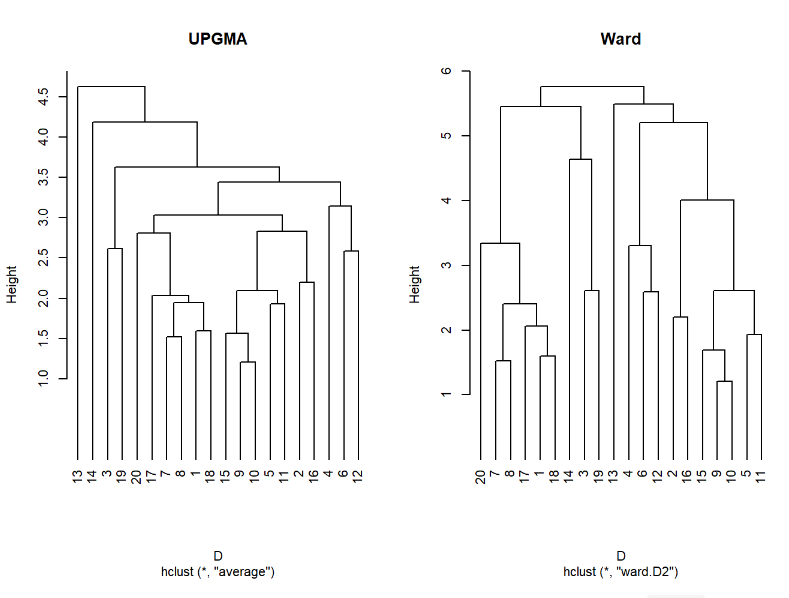 UPGMA
Height
4.5
4.0
3.5
3.0
2.5
2.0
1.5
1.0
13 14 3 19 20 17 7 8 1 18 15 9 10 5 11 2 16 4 6 12
D
hclust (*, "average")
Ward
Height
6
5
4
3
2
1
20 7 8 17 1 18 14 3 19 13 4 6 12 2 16 15 9 10 5 11
D
hclust (*, "ward.D2")